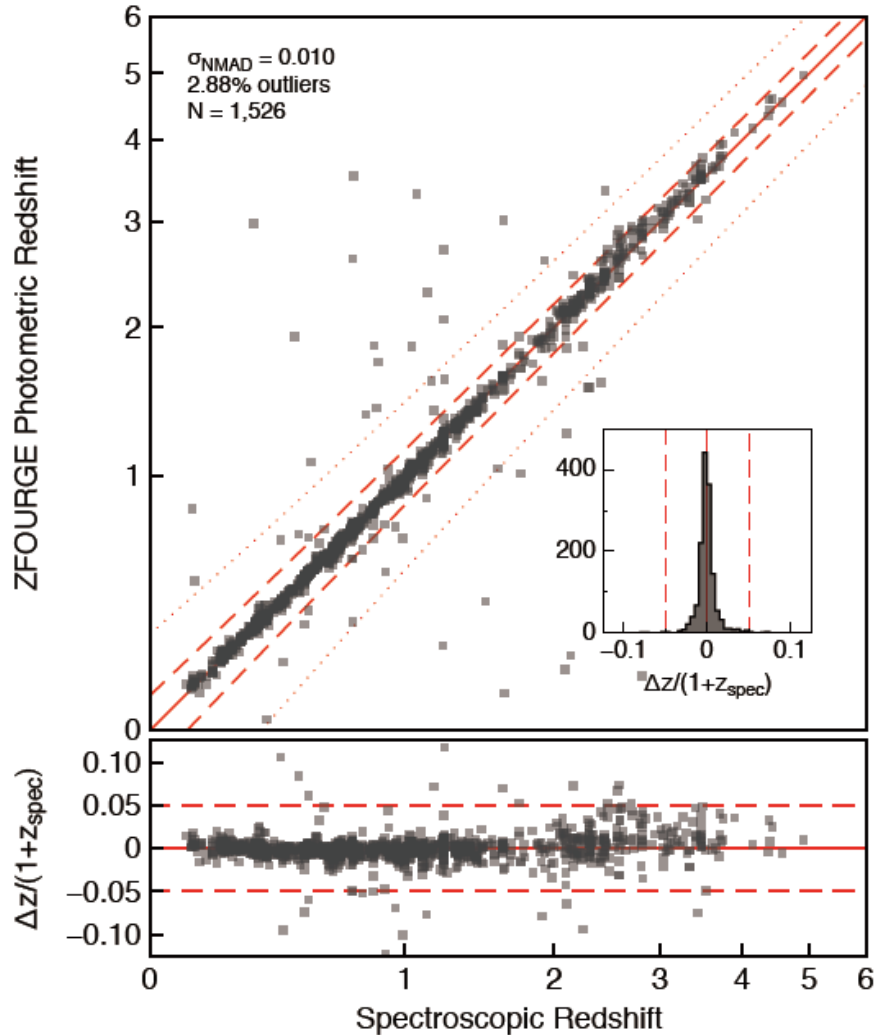 6
5
4
3
2
1
0
ZFOURGE Photometric Redshift
σNMAD = 0.010
2.88% outliers
N = 1,526
400
200
0
−0.1 0 0.1
Δz/(1+zspec)
0.10
0.05
0
−0.05
−0.10
Δz/(1+zspec)
0 1 2 3 4 5 6
Spectroscopic Redshift